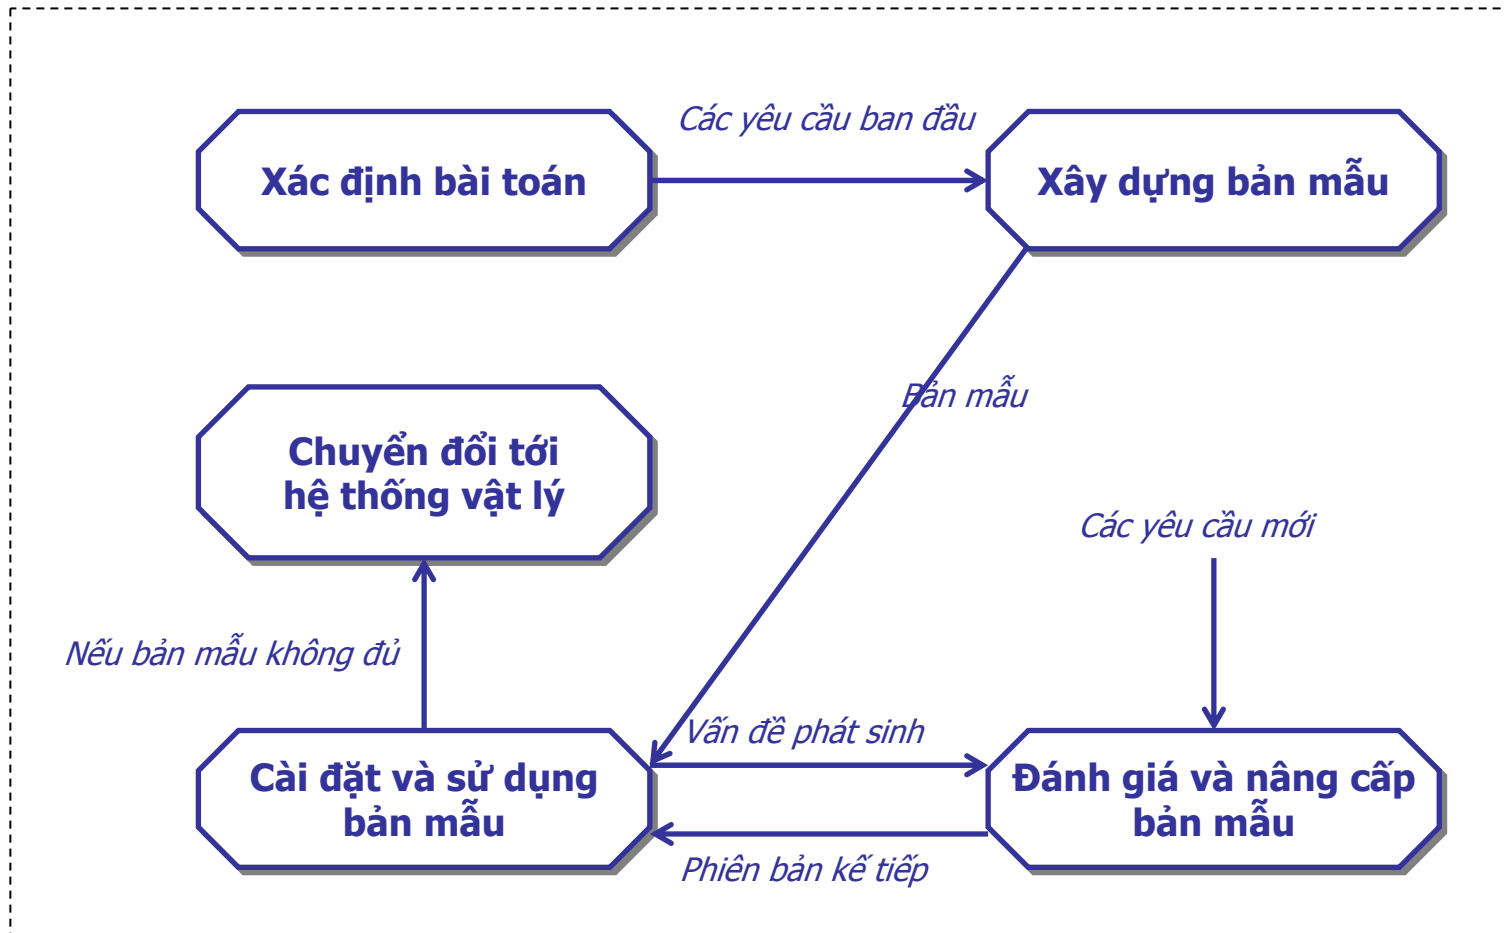 Các yêu cầu ban đầu
Xác định bài toán
Xây dựng bản mẫu
Bản mẫu
Chuyển đổi tới
hệ thống vật lý
Các yêu cầu mới
Nếu bản mẫu không đủ
Vấn đề phát sinh
Cài đặt và sử dụng
bản mẫu
Đánh giá và nâng cấp
bản mẫu
Phiên bản kế tiếp